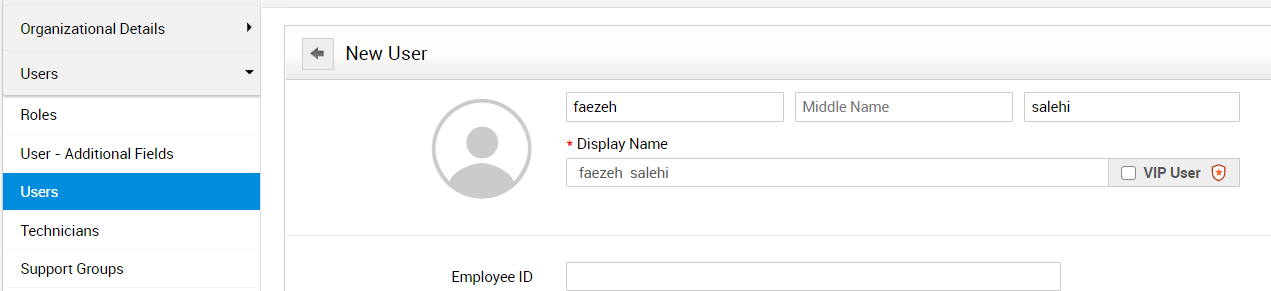 Organizational Details
Users
Roles
User - Additional Fields
Users
Technicians
Support Groups
New User
faezeh Middle Name salehi
* Display Name
faezeh salehi VIP User
Employee ID